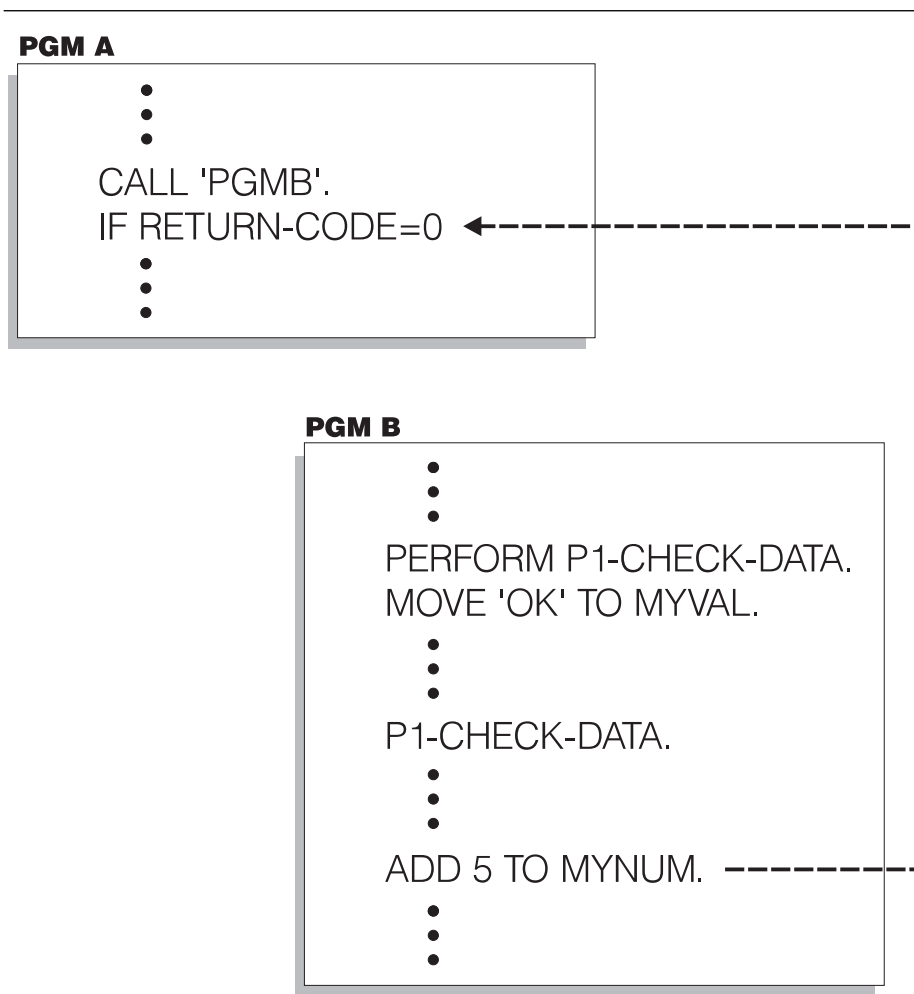 PGM A
CALL 'PGMB'.
IF RETURN-CODE=0
PGM B
PERFORM P1-CHECK-DATA.
MOVE 'OK' TO MYVAL.
P1-CHECK-DATA.
ADD 5 TO MYNUM.